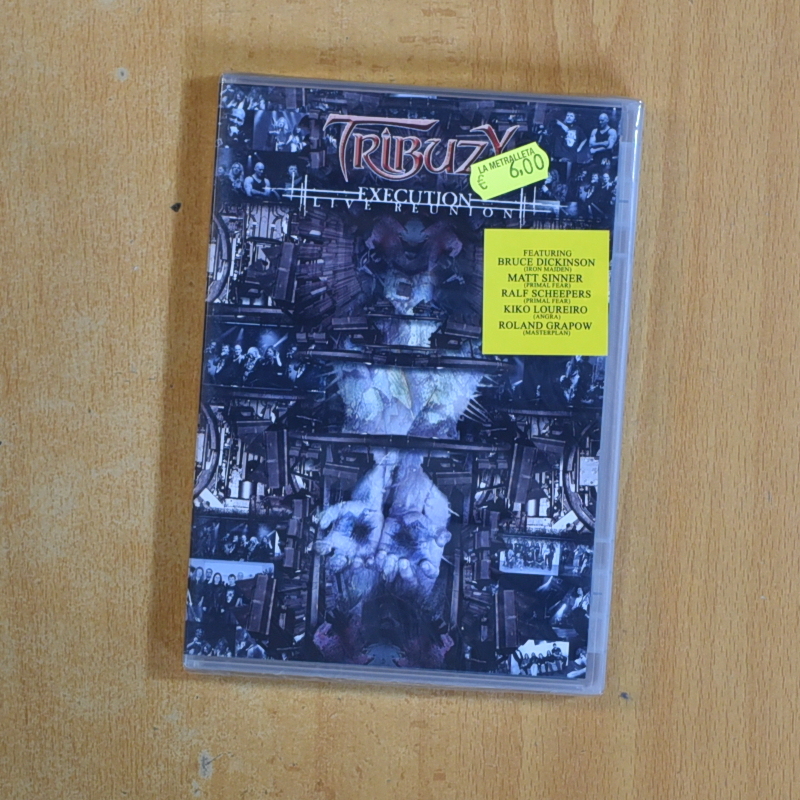 TRIBUZY
LA METRALLETA
€ 6,00
EXECUTION
LIVE REUNION
FEATURING
BRUCE DICKINSON
(IRON MAIDEN)
MATT SINNER
(PRIMAL FEAR)
RALF SCHEEPERS
(PRIMAL FEAR)
KIKO LOUREIRO
(ANGRA)
ROLAND GRAPOW
(MASTERPLAN)